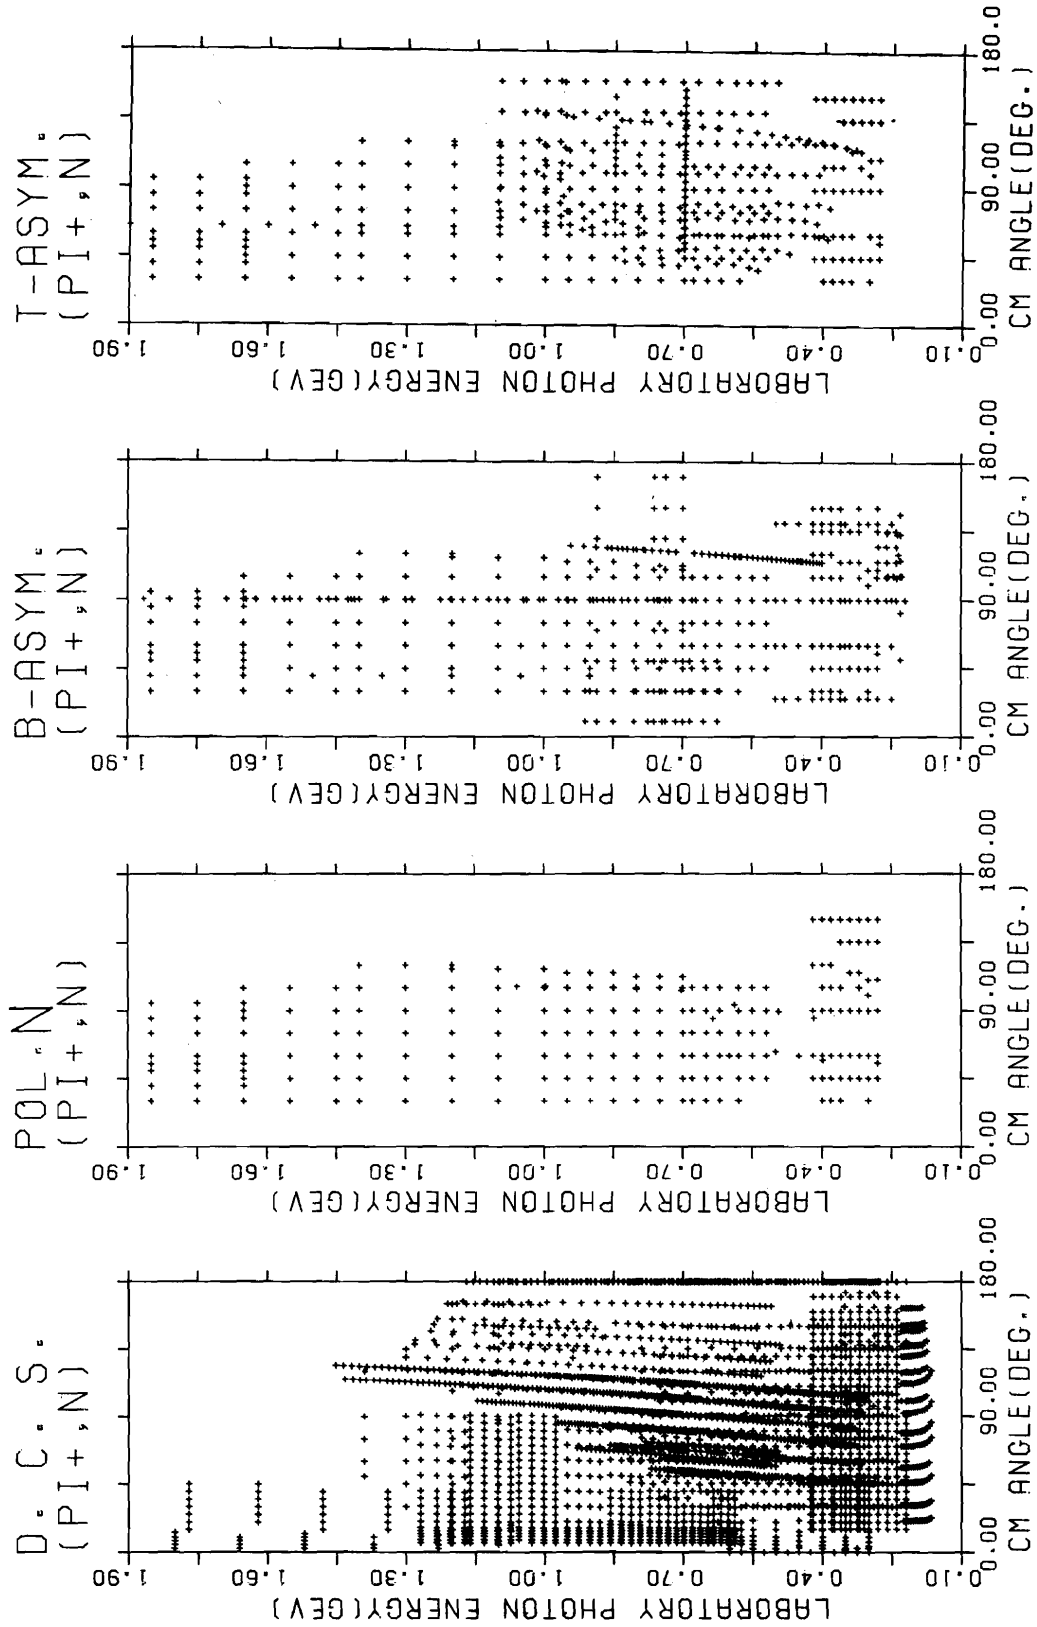 D. C. S.
(PI+,N)
LABORATORY PHOTON ENERGY(GEV)
1.90
1.60
1.30
1.00
0.70
0.40
0.10
0.00 90.00 180.00
CM ANGLE(DEG.)
POL.N
(PI+,N)
LABORATORY PHOTON ENERGY(GEV)
1.90
1.60
1.30
1.00
0.70
0.40
0.10
0.00 90.00 180.00
CM ANGLE(DEG.)
B-ASYM.
(PI+,N)
LABORATORY PHOTON ENERGY(GEV)
1.90
1.60
1.30
1.00
0.70
0.40
0.10
0.00 90.00 180.00
CM ANGLE(DEG.)
T-ASYM.
(PI+,N)
LABORATORY PHOTON ENERGY(GEV)
1.90
1.60
1.30
1.00
0.70
0.40
0.10
0.00 90.00 180.0
CM ANGLE(DEG.)